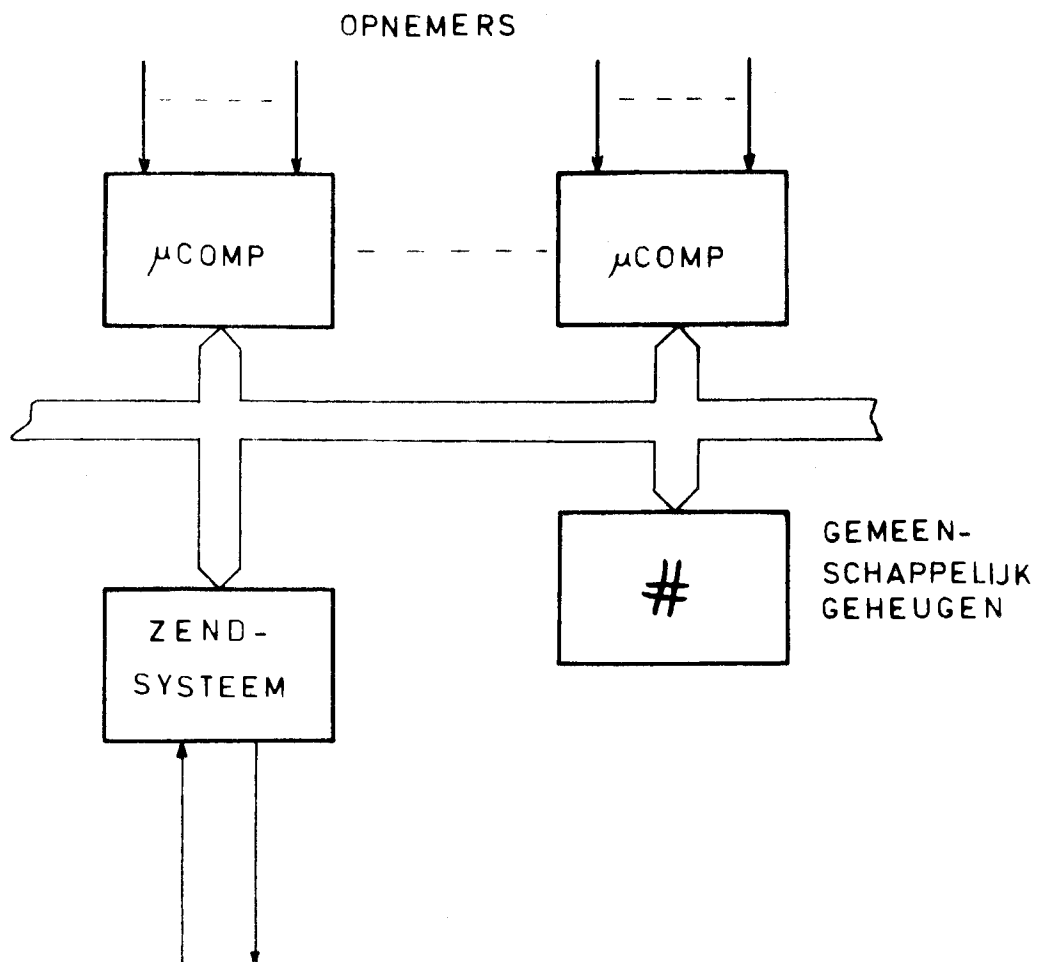 OPNEMERS
μCOMP
μCOMP
GEMEEN-
SCHAPPELIJK
GEHEUGEN
#
ZEND-
SYSTEEM